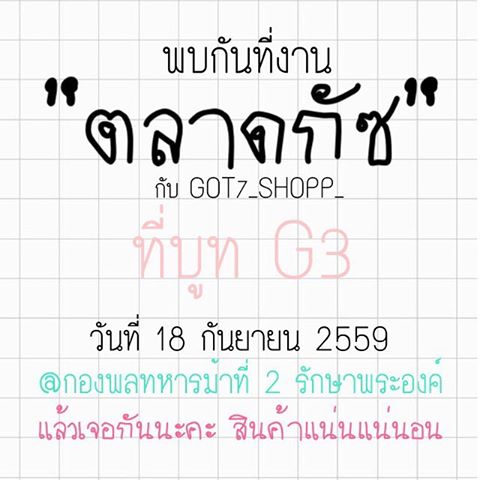 พบกันที่งาน
"ตลาดกัซ"
กับ GOT7_SHOPP_
ที่บูท G3
วันที่ 18 กันยายน 2559
@กองพลทหารม้าที่ 2 รักษาพระองค์
แล้วเจอกันนะคะ สินค้าแน่นแน่นอน